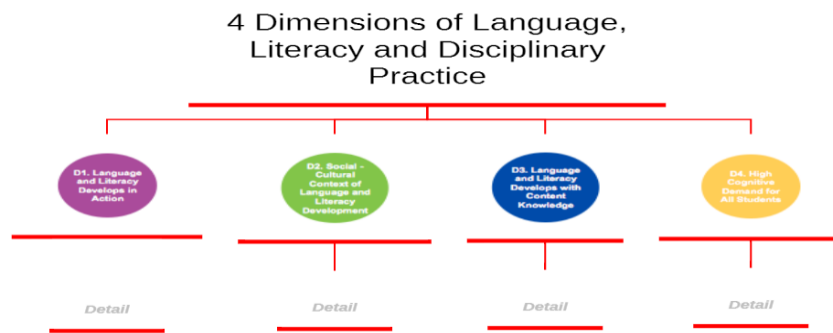 4 Dimensions of Language,
Literacy and Disciplinary
Practice
D1. Language
and Literacy
Develops in
Action
D2. Social -
Cultural
Context of
Language and
Literacy
Development
D3. Language
and Literacy
Develops with
Content
Knowledge
D4. High
Cognitive
Demand for
All Students
Detail
Detail
Detail
Detail